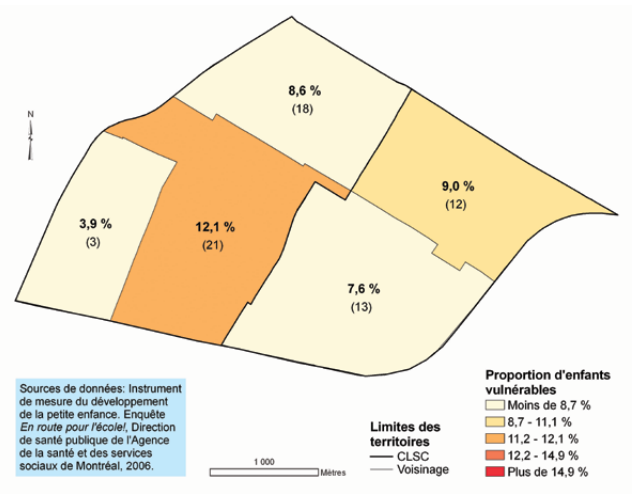 8,6 %
(18)
N
9,0 %
(12)
3,9 %
(3)
12,1 %
(21)
7,6 %
(13)
Sources de données: Instrument
de mesure du développement
de la petite enfance. Enquête
En route pour l'école!, Direction
de santé publique de l'Agence
de la santé et des services
sociaux de Montréal, 2006.
1 000
Mètres
Limites des
territoires
CLSC
Voisinage
Proportion d'enfants
vulnérables
Moins de 8,7 %
8,7 - 11,1 %
11,2 - 12,1 %
12,2 - 14,9 %
Plus de 14,9 %